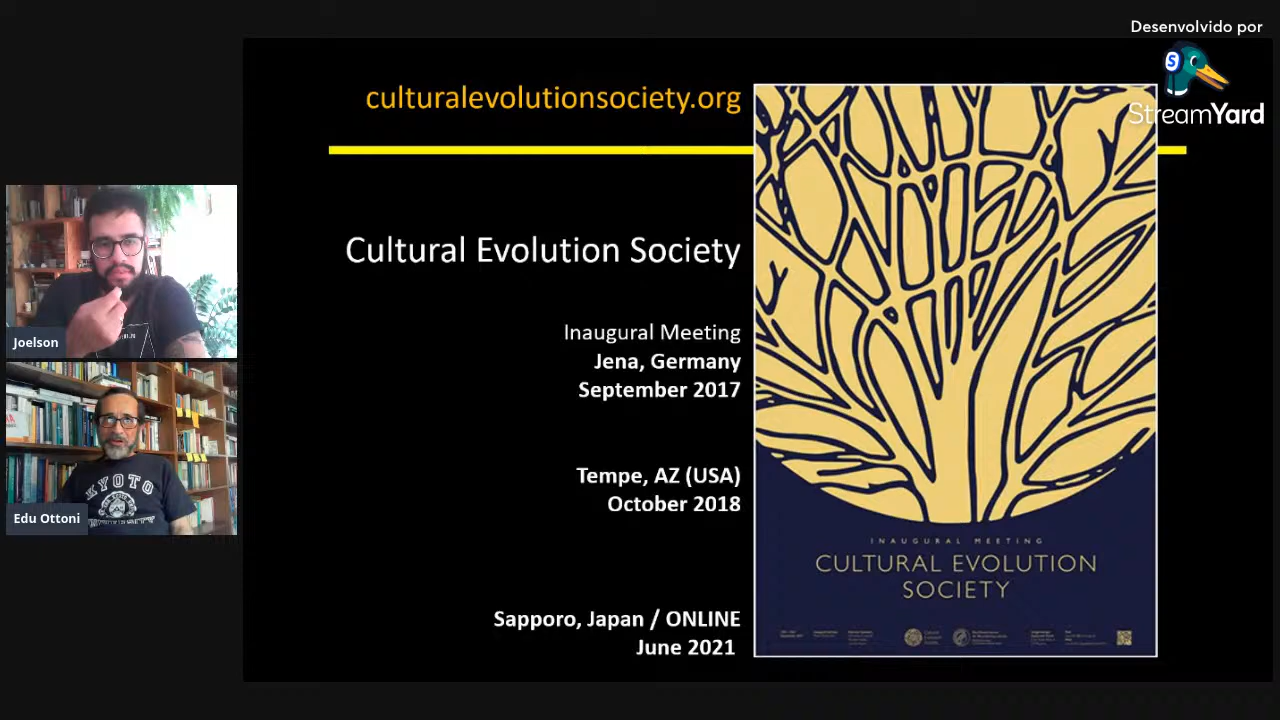 Desenvolvido por
StreamYard
culturalevolutionsociety.org
Cultural Evolution Society
Inaugural Meeting
Jena, Germany
September 2017
Tempe, AZ (USA)
October 2018
Sapporo, Japan / ONLINE
June 2021
INAUGURAL MEETING
CULTURAL EVOLUTION
SOCIETY
Joelson
KYOTO
Edu Ottoni